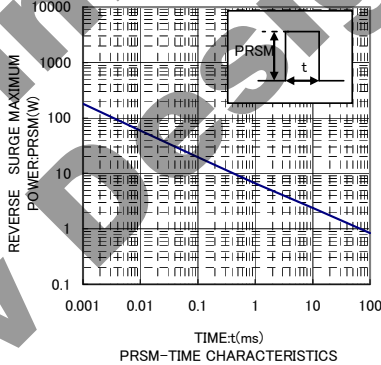 10000
1000
100
10
1
0.1
REVERSE SURGE MAXIMUM
POWER:PRSM(W)
PRSM
t
0.001 0.01 0.1 1 10 100
TIME:t(ms)
PRSM-TIME CHARACTERISTICS